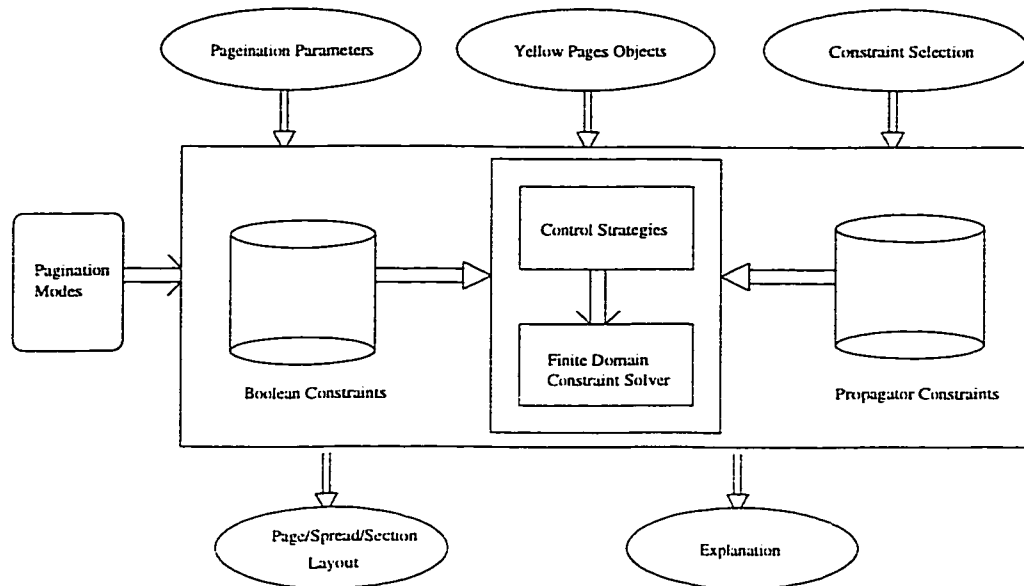 Pageination Parameters
Yellow Pages Objects
Constraint Selection
Pagination
Modes
Control Strategies
Finite Domain
Constraint Solver
Boolean Constraints
Propagator Constraints
Page/Spread/Section
Layout
Explanation